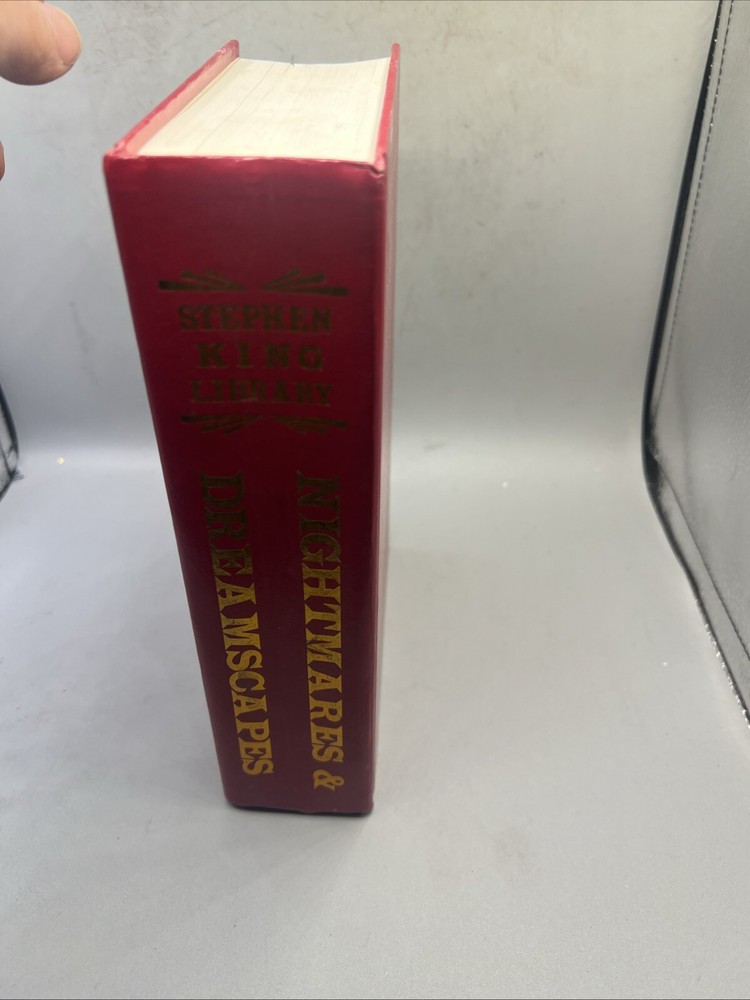 STEPHEN
KING
LIBRARY
NIGHTMARES &
DREAMSCAPES